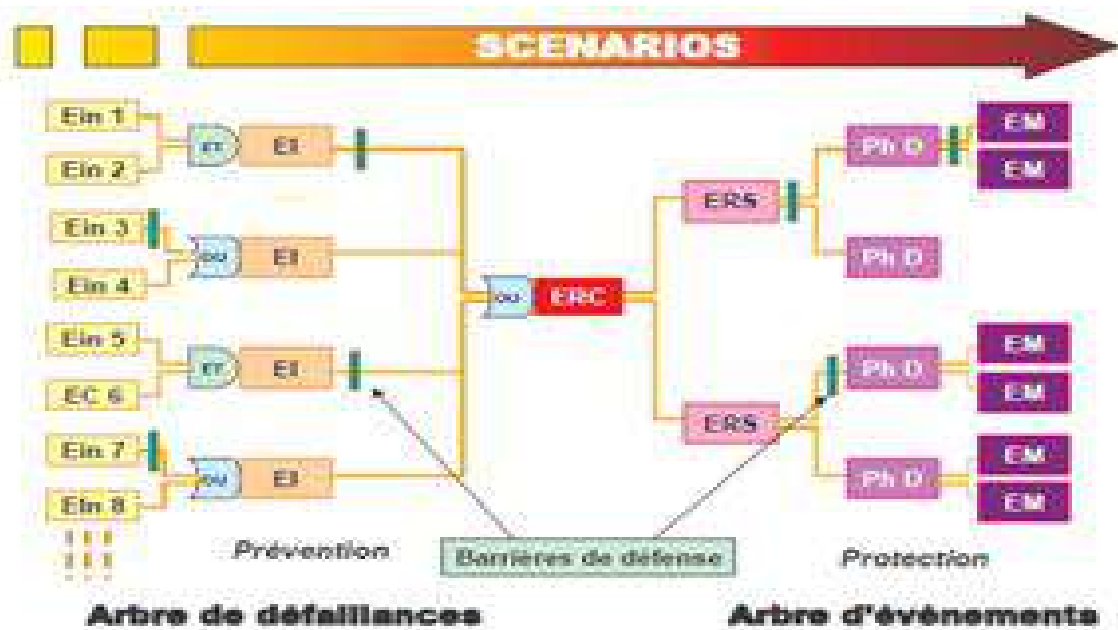 SCENARIOS
Ein 1
Ein 2
ET
EI
Ein 3
Ein 4
OU
EI
Ein 5
EC 6
ET
EI
Ein 7
Ein 8
OU
EI
OU
ERC
ERS
ERS
Ph D
Ph D
Ph D
Ph D
EM
EM
EM
EM
EM
EM
Prévention
Barrières de défense
Protection
Arbre de défaillances
Arbre d'évènements